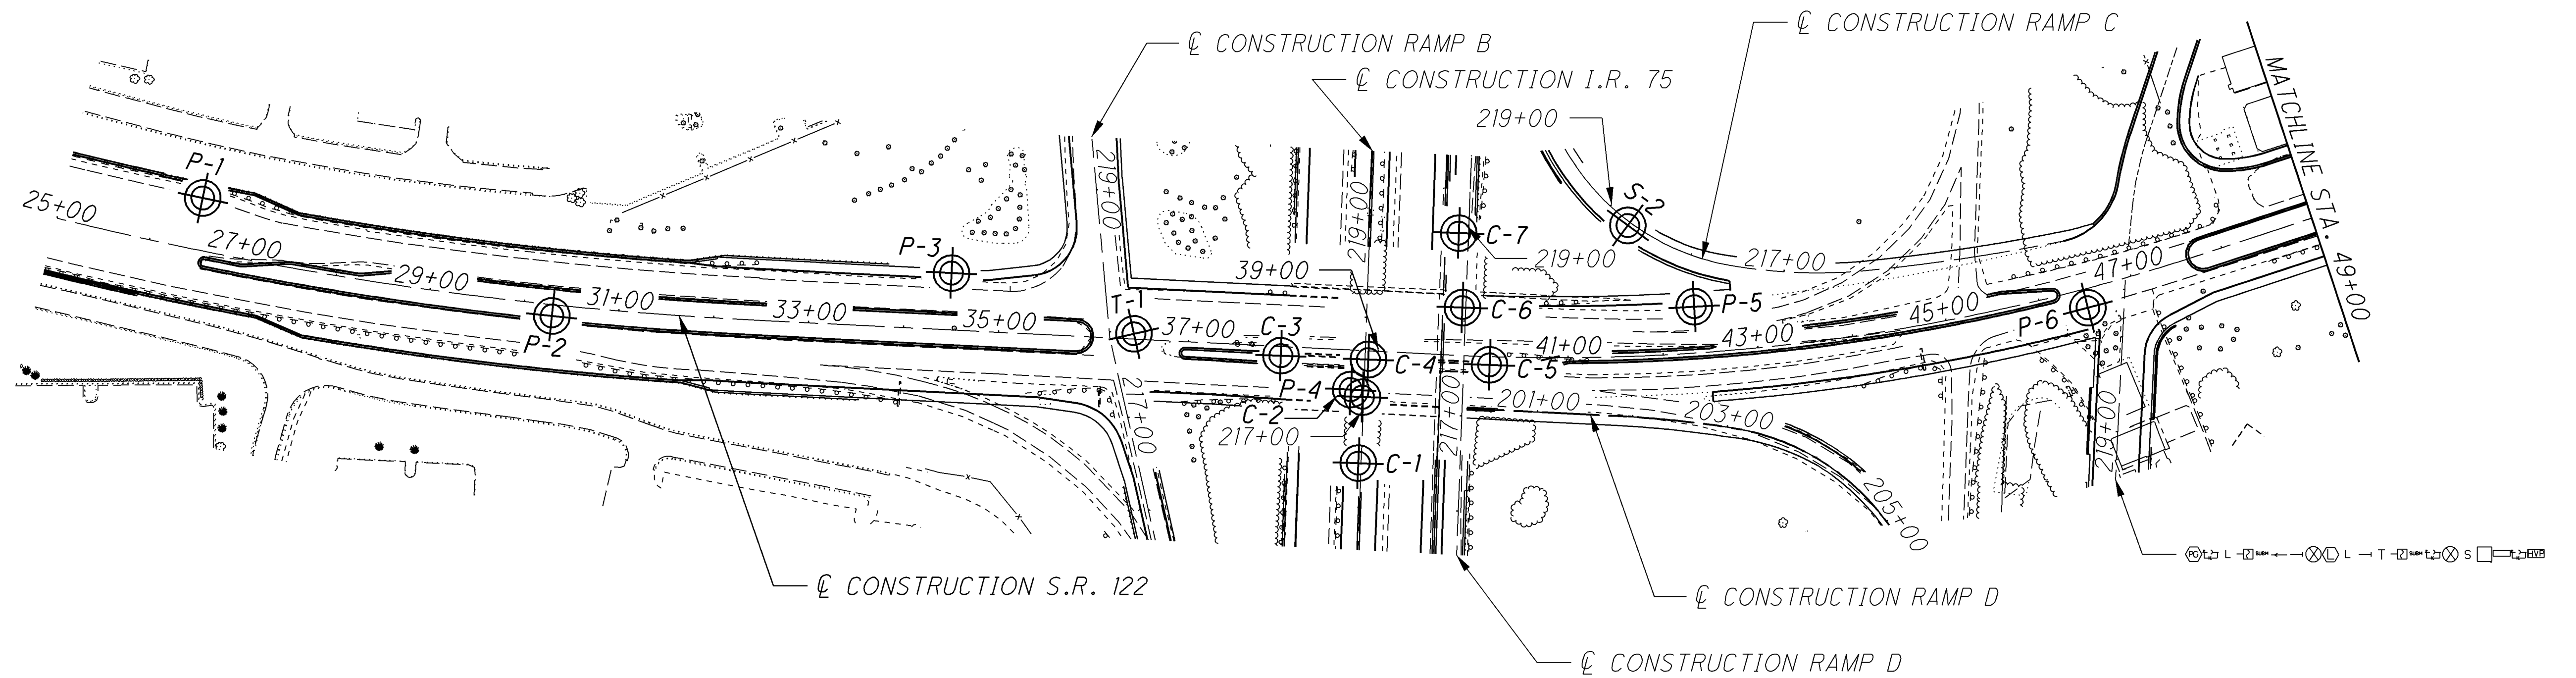 ℄ CONSTRUCTION RAMP C
℄ CONSTRUCTION RAMP B
℄ CONSTRUCTION I.R. 75
219+00
MATCHLINE STA. 49+00
P-1
219+00
219+00
S-2
25+00
27+00
P-3
C-7
219+00
217+00
47+00
29+00
39+00
31+00
33+00
35+00
T-1
37+00
C-3
C-6
P-5
45+00
P-6
P-2
C-4
C-5
41+00
43+00
P-4
C-2
217+00
217+00
217+00
201+00
203+00
219+00
C-1
205+00
PG L SUBM L L T SUBM S HVP
℄ CONSTRUCTION S.R. 122
℄ CONSTRUCTION RAMP D
℄ CONSTRUCTION RAMP D